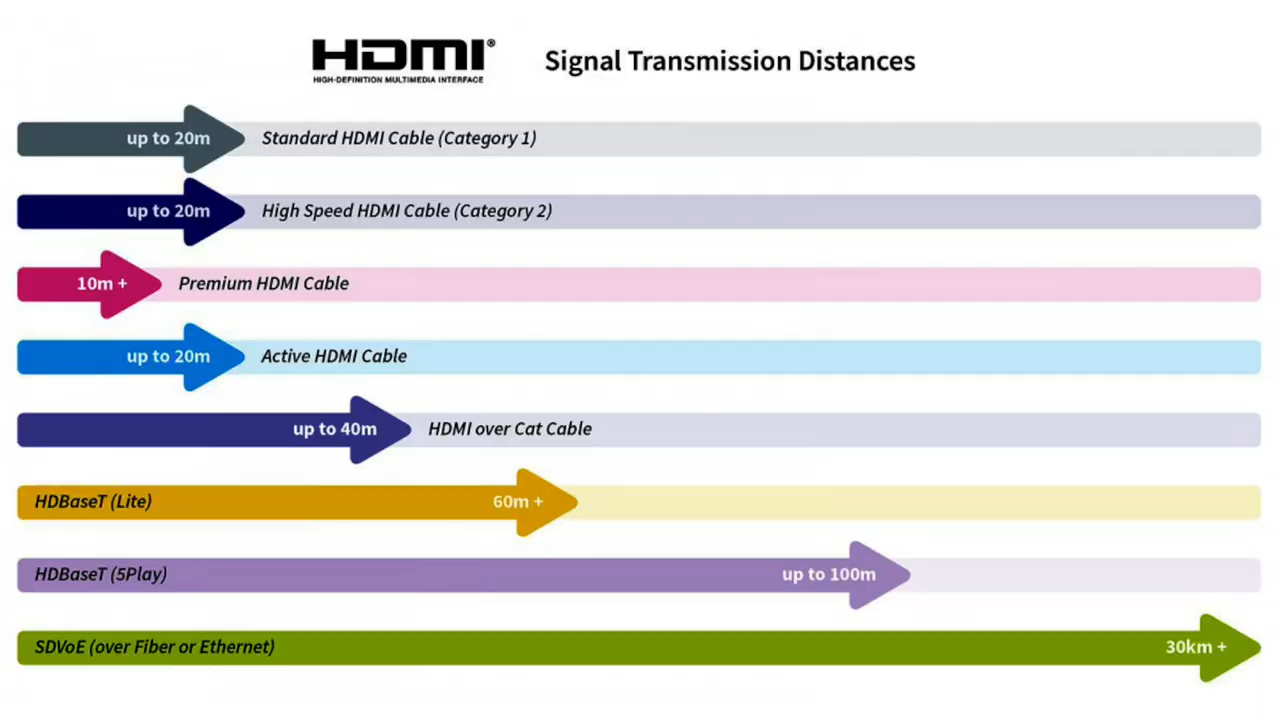 HDMI®
HIGH-DEFINITION MULTIMEDIA INTERFACE
Signal Transmission Distances
up to 20m Standard HDMI Cable (Category 1)
up to 20m High Speed HDMI Cable (Category 2)
10m + Premium HDMI Cable
up to 20m Active HDMI Cable
up to 40m HDMI over Cat Cable
HDBaseT (Lite) 60m +
HDBaseT (5Play) up to 100m
SDVoE (over Fiber or Ethernet) 30km +